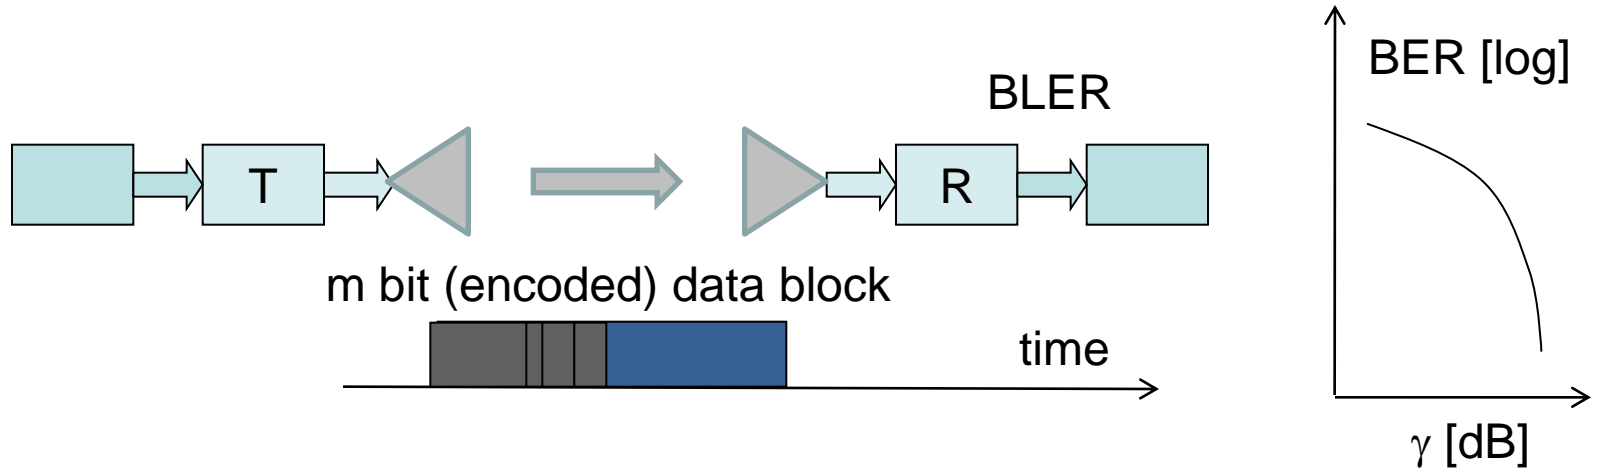 BLER
T
R
m bit (encoded) data block
time
BER [log]
γ [dB]